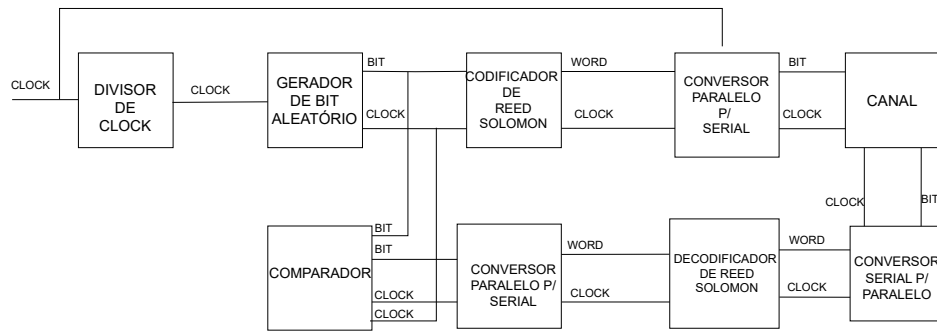 CLOCK
DIVISOR
DE
CLOCK
CLOCK
GERADOR
DE BIT
ALEATÓRIO
BIT
CLOCK
CODIFICADOR
DE
REED
SOLOMON
WORD
CLOCK
CONVERSOR
PARALELO
P/
SERIAL
BIT
CLOCK
CANAL
CLOCK
BIT
COMPARADOR
BIT
BIT
CLOCK
CLOCK
CONVERSOR
PARALELO P/
SERIAL
WORD
CLOCK
DECODIFICADOR
DE REED
SOLOMON
WORD
CLOCK
CONVERSOR
SERIAL P/
PARALELO